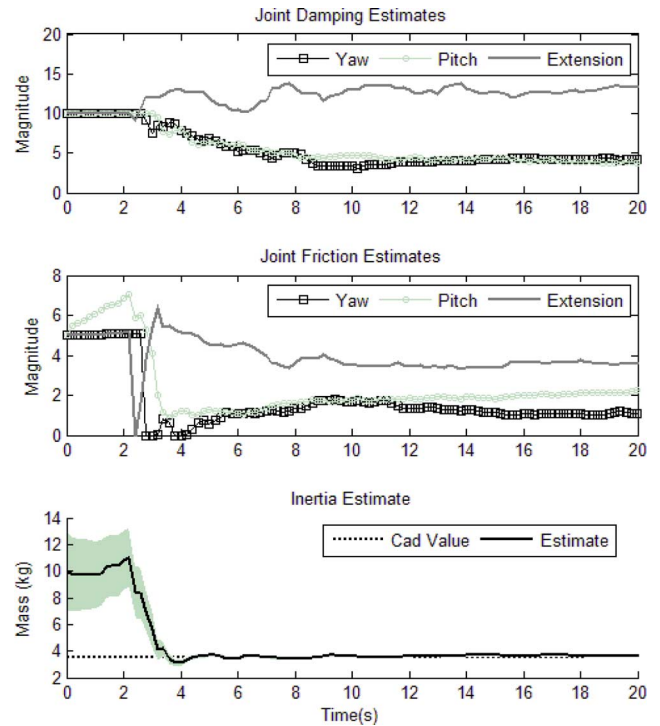 Joint Damping Estimates
20
15
10
5
0
Magnitude
Yaw Pitch Extension
0 2 4 6 8 10 12 14 16 18 20
Joint Friction Estimates
8
6
4
2
0
Magnitude
Yaw Pitch Extension
0 2 4 6 8 10 12 14 16 18 20
Inertia Estimate
14
12
10
8
6
4
2
Mass (kg)
Cad Value Estimate
0 2 4 6 8 10 12 14 16 18 20
Time(s)